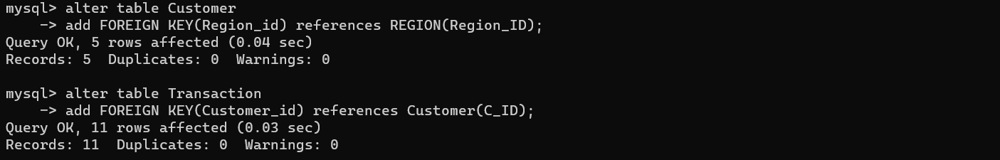 mysql> alter table Customer
    -> add FOREIGN KEY(Region_id) references REGION(Region_ID);
Query OK, 5 rows affected (0.04 sec)
Records: 5  Duplicates: 0  Warnings: 0

mysql> alter table Transaction
    -> add FOREIGN KEY(Customer_id) references Customer(C_ID);
Query OK, 11 rows affected (0.03 sec)
Records: 11  Duplicates: 0  Warnings: 0